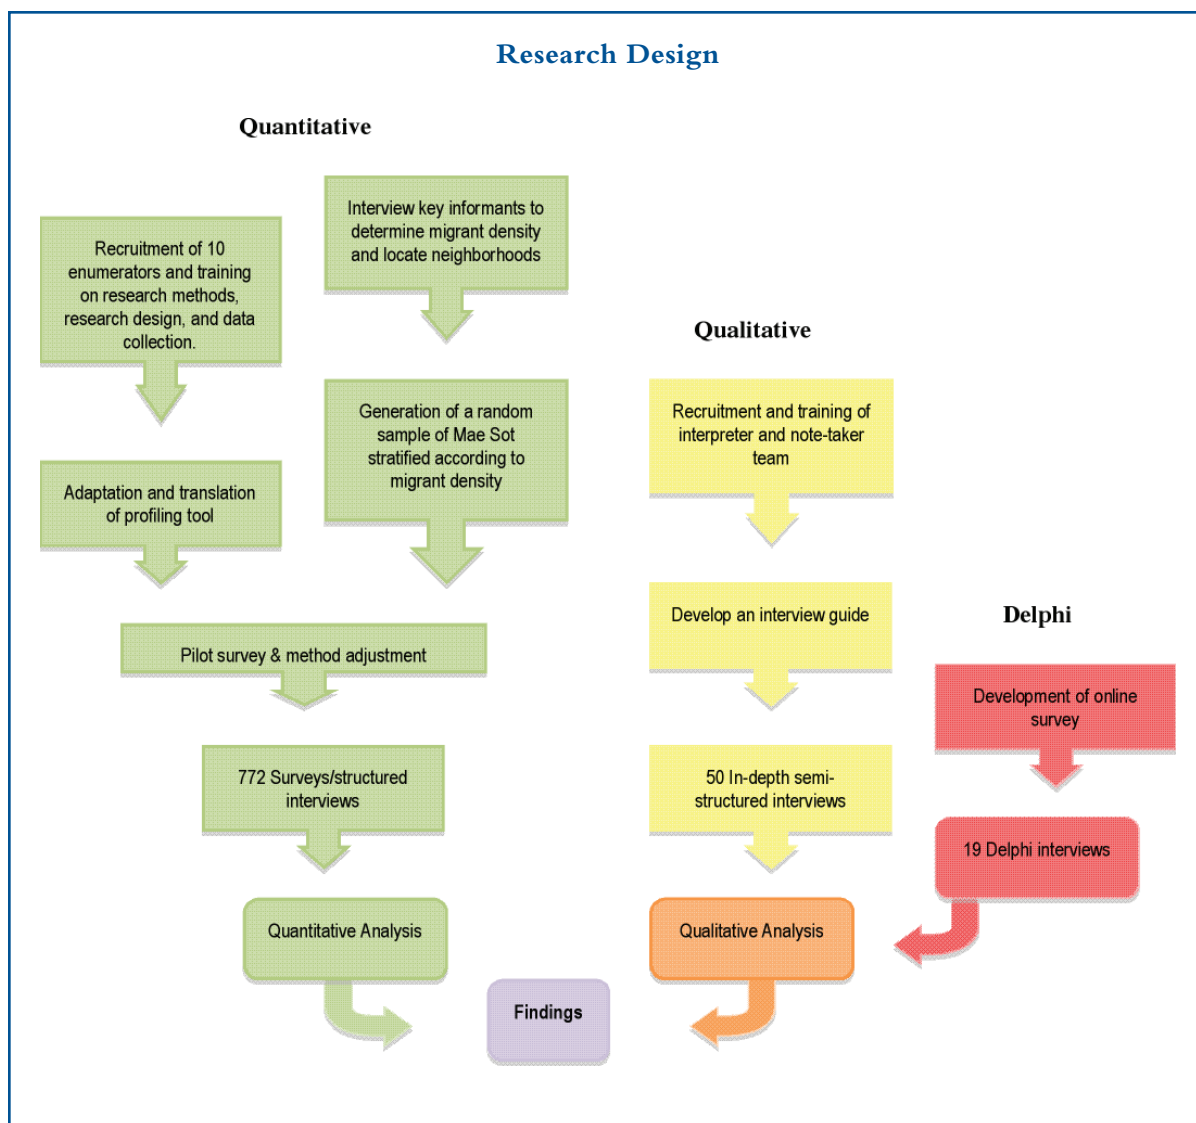 Research Design
Quantitative
Interview key informants to
determine migrant density
and locate neighborhoods
Recruitment of 10
enumerators and training
on research methods,
research design, and data
collection.
Generation of a random
sample of Mae Sot
stratified according to
migrant density
Adaptation and translation
of profiling tool
Pilot survey & method adjustment
772 Surveys/structured
interviews
Quantitative Analysis
Qualitative
Recruitment and training of
interpreter and note-taker
team
Develop an interview guide
50 In-depth semi-
structured interviews
Qualitative Analysis
Delphi
Development of online
survey
19 Delphi interviews
Findings